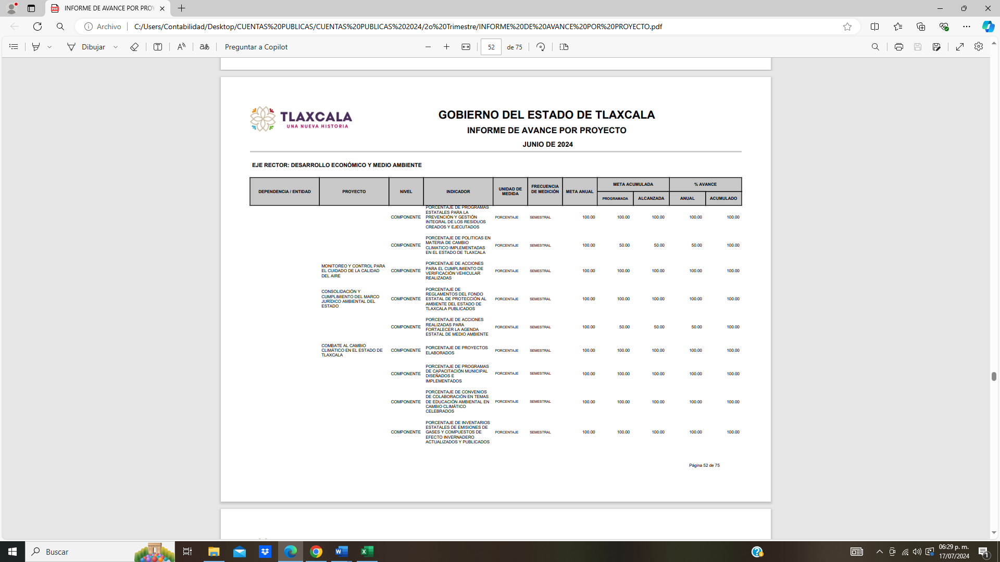 INFORME DE AVANCE POR PROY
Archivo
C:/Users/Contabilidad/Desktop/CUENTAS%20PUBLICAS/CUENTAS%20PUBLICAS%202024/2o%20Trimestre/INFORME%20DE%20AVANCE%20POR%20PROYECTO.pdf
Dibujar
Preguntar a Copilot
52 de 75
TLAXCALA
UNA NUEVA HISTORIA
GOBIERNO DEL ESTADO DE TLAXCALA
INFORME DE AVANCE POR PROYECTO
JUNIO DE 2024
EJE RECTOR: DESARROLLO ECONÓMICO Y MEDIO AMBIENTE
DEPENDENCIA / ENTIDAD
PROYECTO
NIVEL
INDICADOR
UNIDAD DE
MEDIDA
FRECUENCIA
DE MEDICIÓN
META ANUAL
META ACUMULADA
PROGRAMADA
ALCANZADA
% AVANCE
ANUAL
ACUMULADO
COMPONENTE
PORCENTAJE DE PROGRAMAS
ESTATALES PARA LA
PREVENCIÓN Y GESTIÓN
INTEGRAL DE LOS RESIDUOS
CREADOS Y EJECUTADOS
PORCENTAJE SEMESTRAL 100.00 100.00 100.00 100.00 100.00
COMPONENTE
PORCENTAJE DE POLITICAS EN
MATERIA DE CAMBIO
CLIMATICO IMPLEMENTADAS
EN EL ESTADO DE TLAXCALA
PORCENTAJE SEMESTRAL 100.00 50.00 50.00 50.00 100.00
MONITOREO Y CONTROL PARA
EL CUIDADO DE LA CALIDAD
DEL AIRE
COMPONENTE
PORCENTAJE DE ACCIONES
PARA EL CUMPLIMIENTO DE
VERIFICACIÓN VEHICULAR
REALIZADAS
PORCENTAJE SEMESTRAL 100.00 100.00 100.00 100.00 100.00
CONSOLIDACIÓN Y
CUMPLIMIENTO DEL MARCO
JURÍDICO AMBIENTAL DEL
ESTADO
COMPONENTE
PORCENTAJE DE
REGLAMENTOS DEL FONDO
ESTATAL DE PROTECCIÓN AL
AMBIENTE DEL ESTADO DE
TLAXCALA PUBLICADOS
PORCENTAJE SEMESTRAL 100.00 100.00 100.00 100.00 100.00
COMPONENTE
PORCENTAJE DE ACCIONES
REALIZADAS PARA
FORTALECER LA AGENDA
ESTATAL DE MEDIO AMBIENTE
PORCENTAJE SEMESTRAL 100.00 50.00 50.00 50.00 100.00
COMBATE AL CAMBIO
CLIMÁTICO EN EL ESTADO DE
TLAXCALA
COMPONENTE
PORCENTAJE DE PROYECTOS
ELABORADOS
PORCENTAJE SEMESTRAL 100.00 100.00 100.00 100.00 100.00
COMPONENTE
PORCENTAJE DE PROGRAMAS
DE CAPACITACIÓN MUNICIPAL
DISEÑADOS E
IMPLEMENTADOS
PORCENTAJE SEMESTRAL 100.00 100.00 100.00 100.00 100.00
COMPONENTE
PORCENTAJE DE CONVENIOS
DE COLABORACIÓN EN TEMAS
DE EDUCACIÓN AMBIENTAL EN
CAMBIO CLIMÁTICO
CELEBRADOS
PORCENTAJE SEMESTRAL 100.00 100.00 100.00 100.00 100.00
COMPONENTE
PORCENTAJE DE INVENTARIOS
ESTATALES DE EMISIONES DE
GASES Y COMPUESTOS DE
EFECTO INVERNADERO
ACTUALIZADOS Y PUBLICADOS
PORCENTAJE SEMESTRAL 100.00 100.00 100.00 100.00 100.00
Página 52 de 75
Buscar
06:29 p. m.
17/07/2024